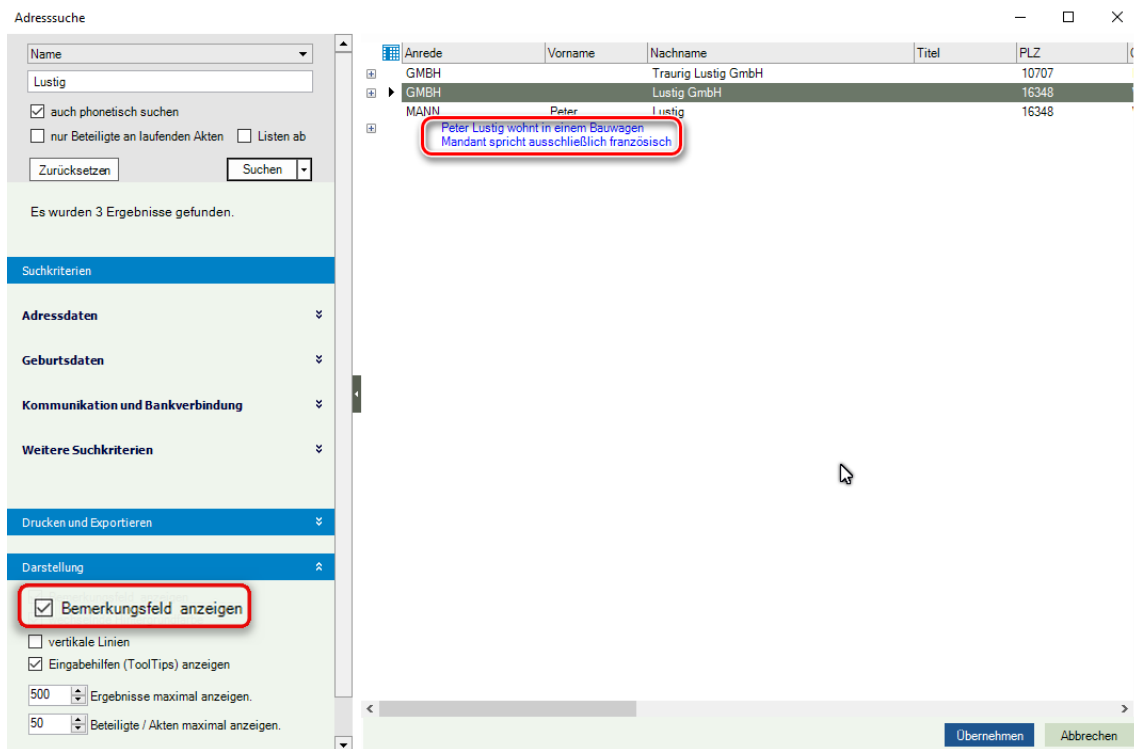 Adresssuche
Name
Lustig
auch phonetisch suchen
nur Beteiligte an laufenden Akten Listen ab
Zurücksetzen Suchen
Es wurden 3 Ergebnisse gefunden.
Suchkriterien
Adressdaten
Geburtsdaten
Kommunikation und Bankverbindung
Weitere Suchkriterien
Drucken und Exportieren
Darstellung
Bemerkungsfeld anzeigen
vertikale Linien
Eingabehilfen (ToolTips) anzeigen
500 Ergebnisse maximal anzeigen.
50 Beteiligte / Akten maximal anzeigen.
Anrede Vorname Nachname Titel PLZ
GMBH Traurig Lustig GmbH 10707
GMBH Lustig GmbH 16348
MANN Peter Lustig 16348
Peter Lustig wohnt in einem Bauwagen
Mandant spricht ausschließlich französisch
Übernehmen Abbrechen